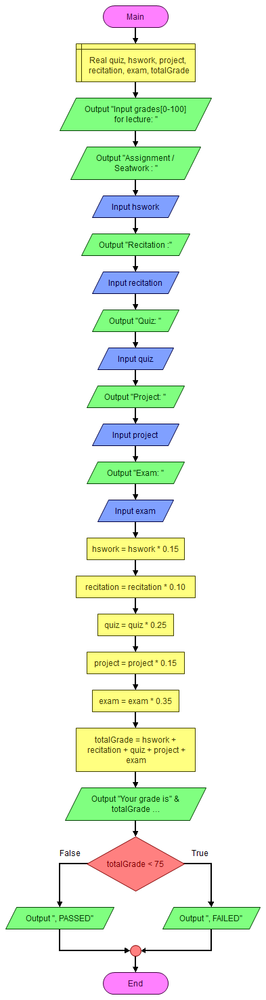 Main
Real quiz, hswork, project,
recitation, exam, totalGrade
Output "Input grades[0-100]
for lecture: "
Output "Assignment /
Seatwork : "
Input hswork
Output "Recitation :"
Input recitation
Output "Quiz: "
Input quiz
Output "Project: "
Input project
Output "Exam: "
Input exam
hswork = hswork * 0.15
recitation = recitation * 0.10
quiz = quiz * 0.25
project = project * 0.15
exam = exam * 0.35
totalGrade = hswork +
recitation + quiz + project +
exam
Output "Your grade is" &
totalGrade ...
False
True
totalGrade < 75
Output ", PASSED"
Output ", FAILED"
End